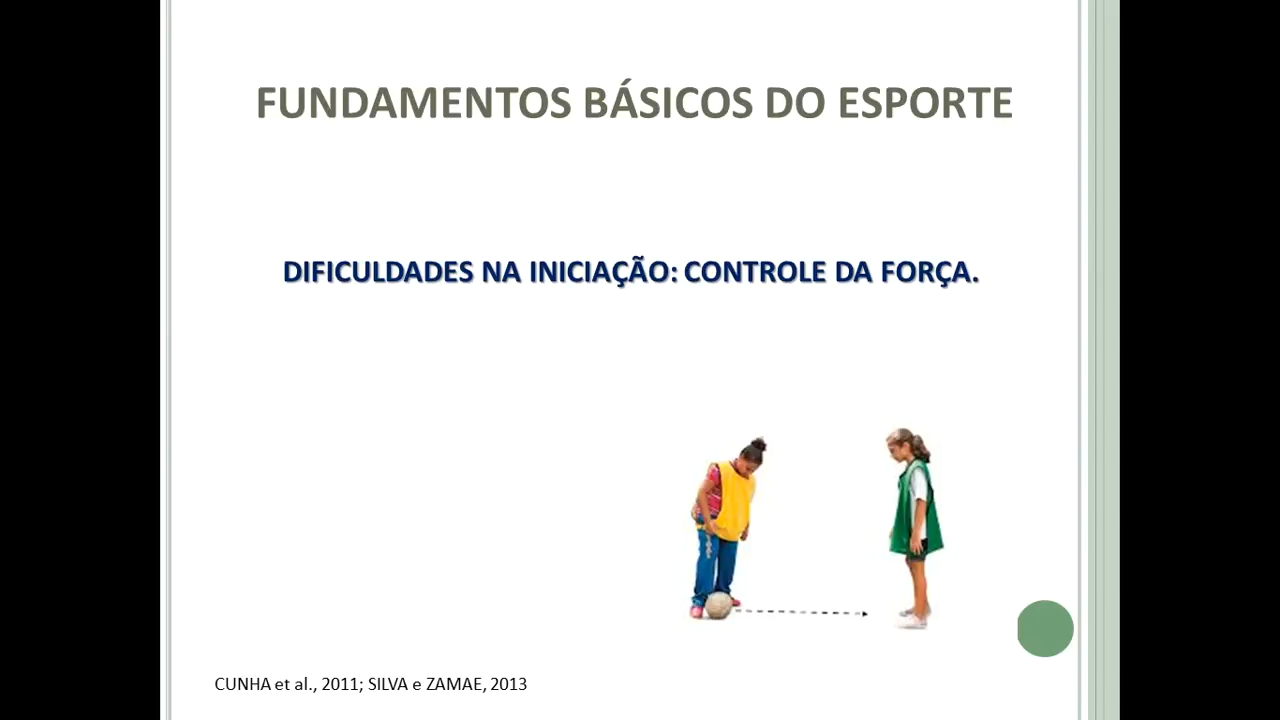 FUNDAMENTOS BÁSICOS DO ESPORTE
DIFICULDADES NA INICIAÇÃO: CONTROLE DA FORÇA.
CUNHA et al., 2011; SILVA e ZAMAE, 2013